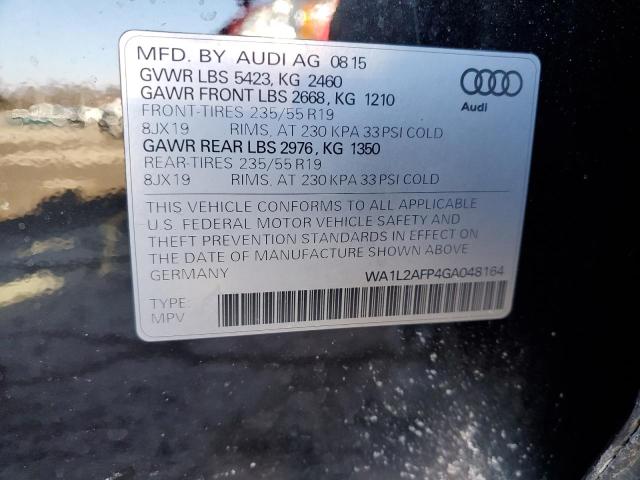 MFD. BY AUDI AG 08 15
GVWR LBS 5423, KG 2460
GAWR FRONT LBS 2668, KG 1210
FRONT-TIRES 235/55 R19
8JX19 RIMS, AT 230 KPA 33 PSI COLD
GAWR REAR LBS 2976, KG 1350
REAR-TIRES 235/55 R19
8JX19 RIMS, AT 230 KPA 33 PSI COLD
Audi
THIS VEHICLE CONFORMS TO ALL APPLICABLE
U.S. FEDERAL MOTOR VEHICLE SAFETY AND
THEFT PREVENTION STANDARDS IN EFFECT ON
THE DATE OF MANUFACTURE SHOWN ABOVE
GERMANY WA1L2AFP4GA048164
TYPE:
MPV